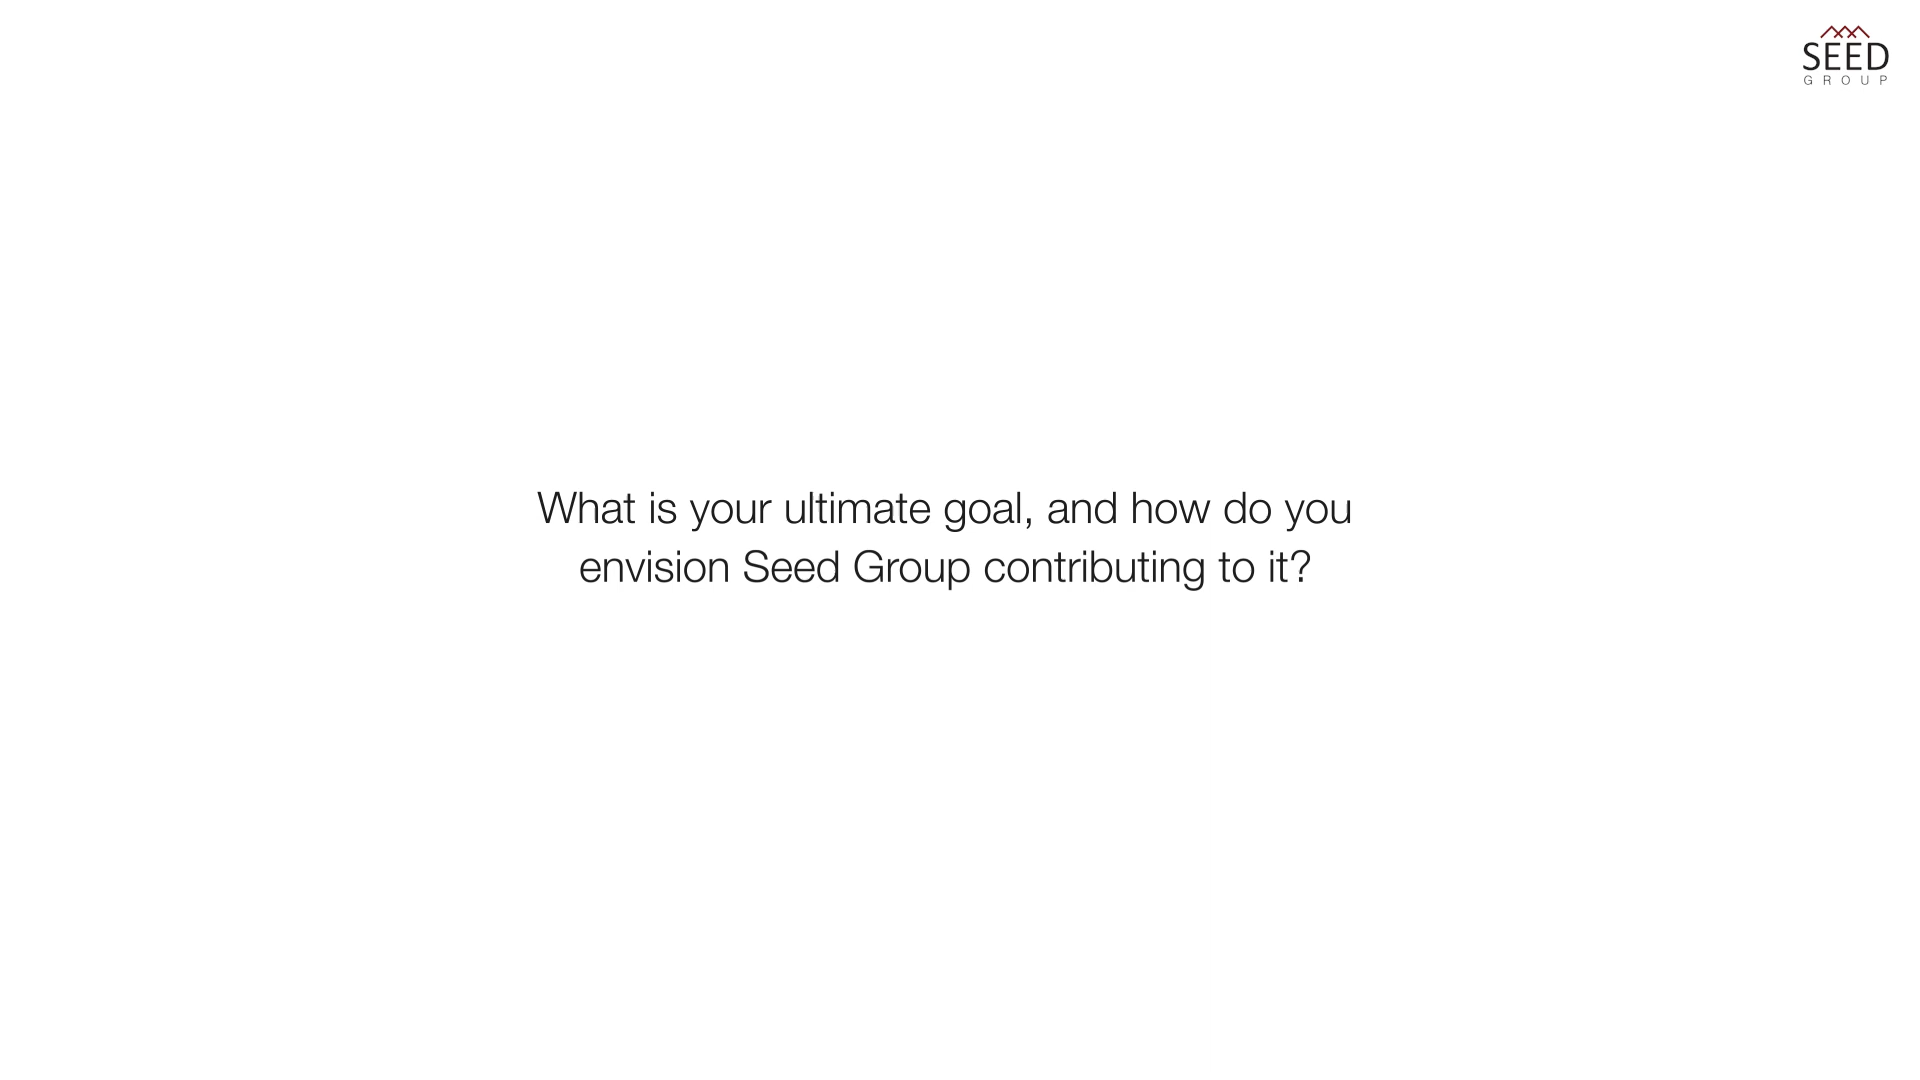 SEED
GROUP
What is your ultimate goal, and how do you
envision Seed Group contributing to it?